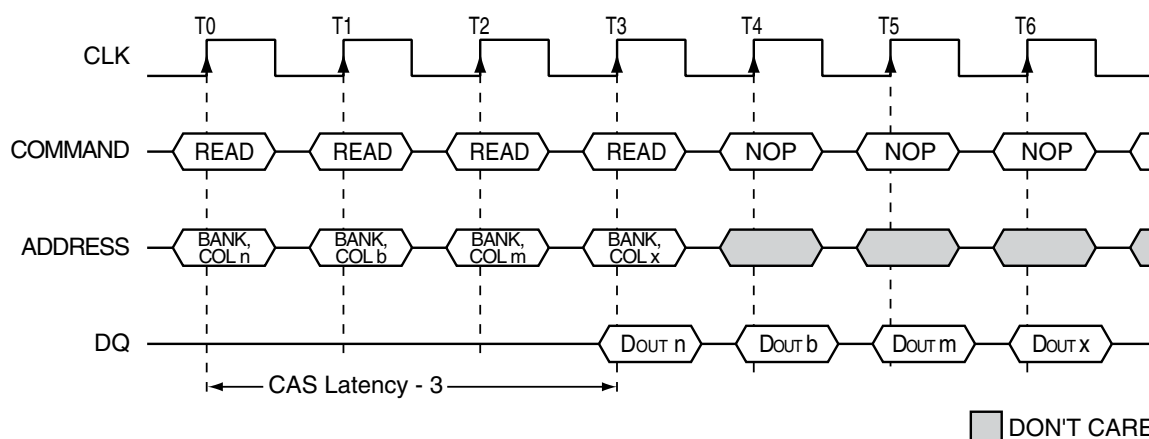 T0 T1 T2 T3 T4 T5 T6
CLK
COMMAND READ READ READ READ NOP NOP NOP
ADDRESS BANK, COL n BANK, COL b BANK, COL m BANK, COL x
DQ DOUT n DOUT b DOUT m DOUT x
CAS Latency - 3
DON'T CARE